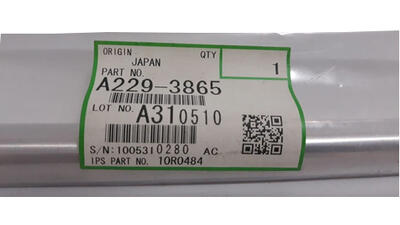 ORIGIN QTY
JAPAN 1
PART NO.
A229-3865
LOT NO. A310510
S/N:1005310280 AC
IPS PART NO. 10R0484